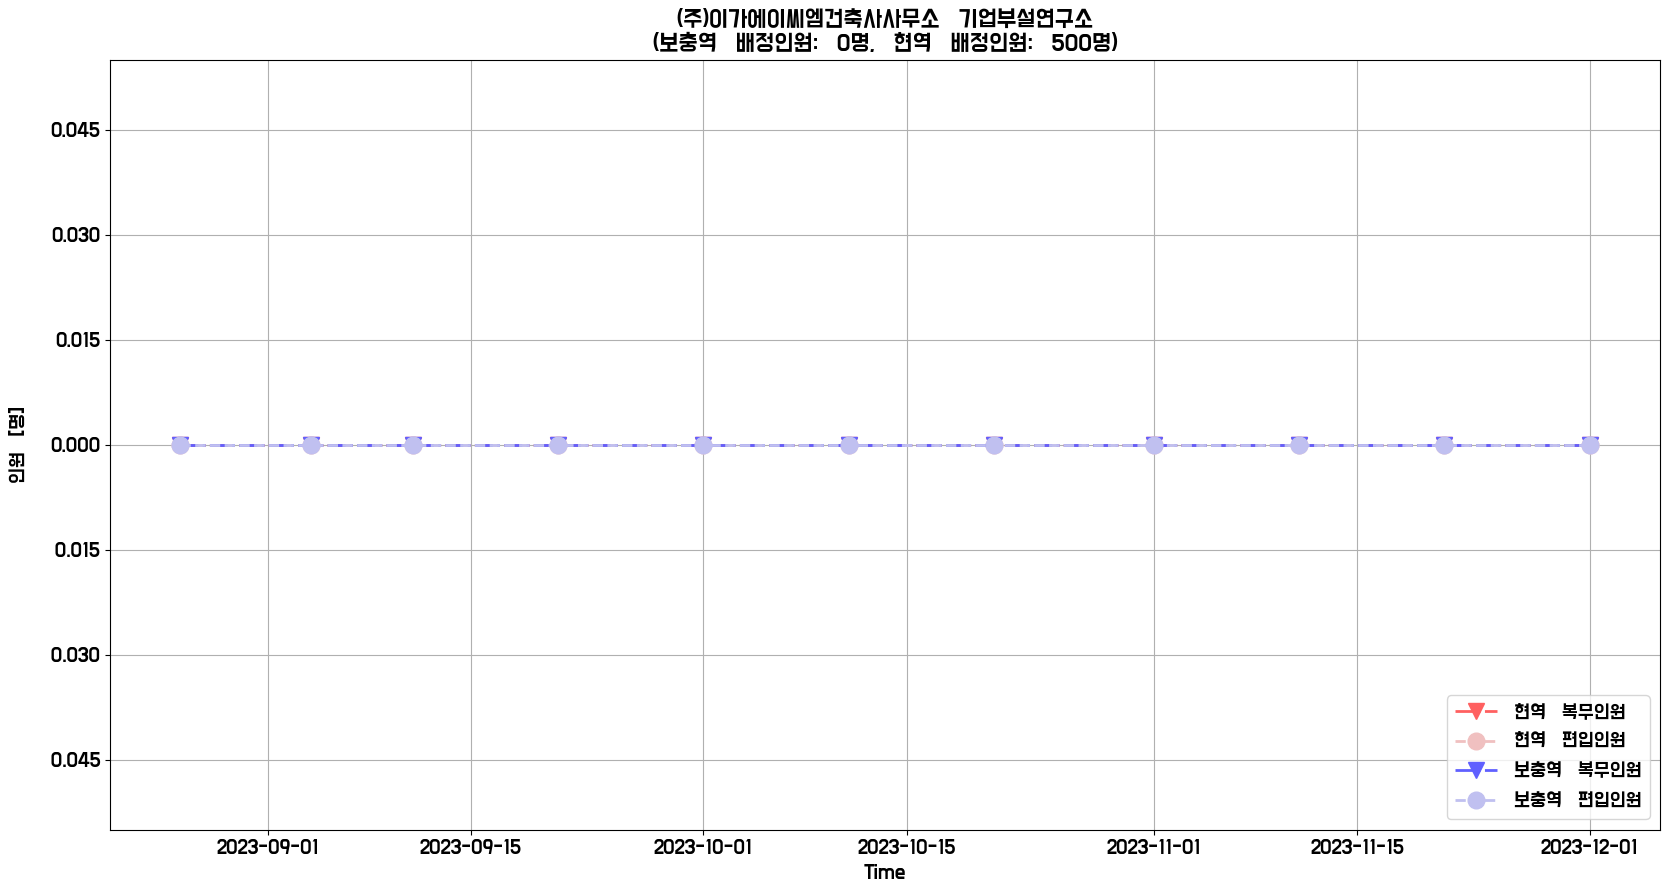 (주)이가에이씨엠건축사사무소 기업부설연구소
(보충역 배정인원: 0명, 현역 배정인원: 500명)
0.045
0.030
0.015
0.000
0.015
0.030
0.045
인원 [명]
현역 복무인원
현역 편입인원
보충역 복무인원
보충역 편입인원
2023-09-01 2023-09-15 2023-10-01 2023-10-15 2023-11-01 2023-11-15 2023-12-01
Time